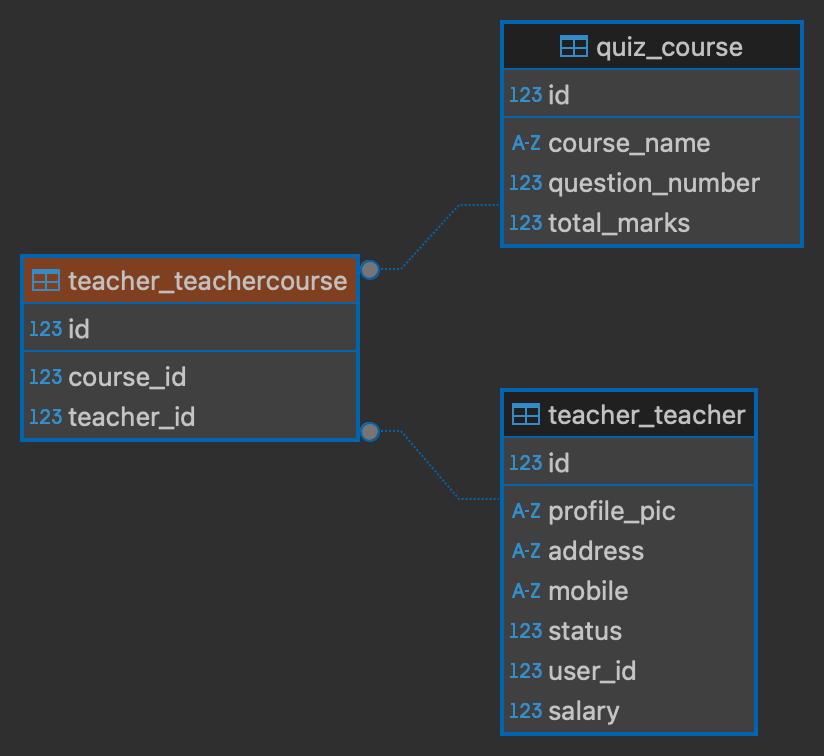 quiz_course
123 id
A-Z course_name
123 question_number
123 total_marks
teacher_teachercourse
123 id
123 course_id
123 teacher_id
teacher_teacher
123 id
A-Z profile_pic
A-Z address
A-Z mobile
123 status
123 user_id
123 salary